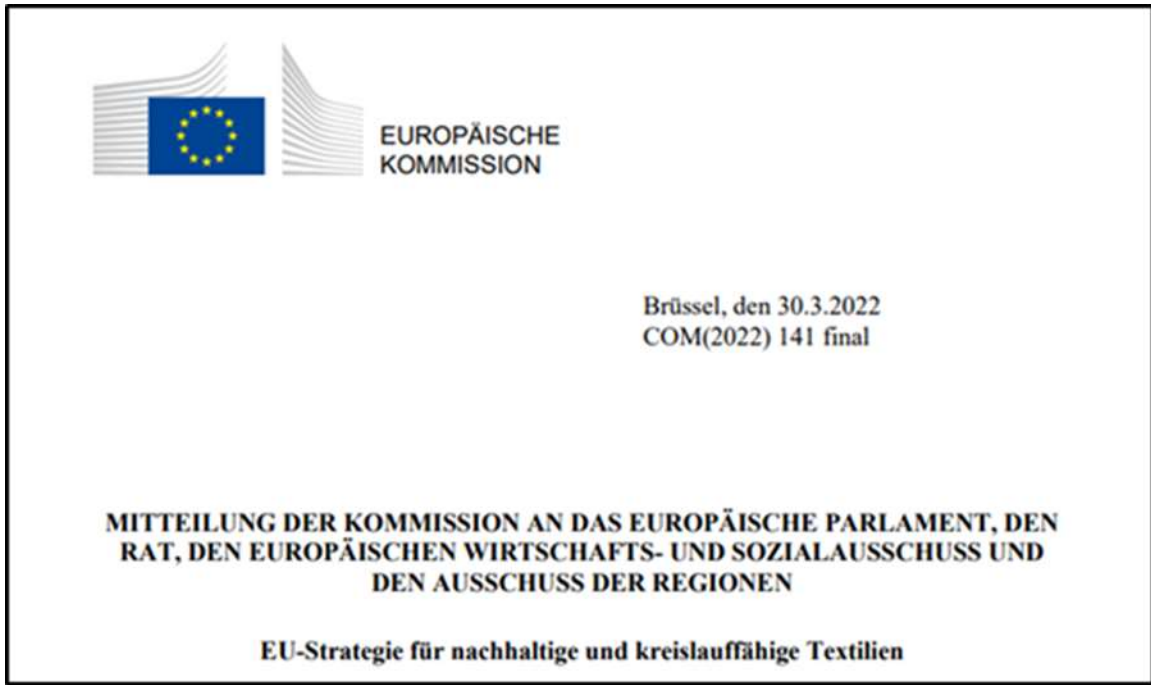 EUROPÄISCHE
KOMMISSION
Brüssel, den 30.3.2022
COM(2022) 141 final
MITTEILUNG DER KOMMISSION AN DAS EUROPÄISCHE PARLAMENT, DEN
RAT, DEN EUROPÄISCHEN WIRTSCHAFTS- UND SOZIALAUSSCHUSS UND
DEN AUSSCHUSS DER REGIONEN
EU-Strategie für nachhaltige und kreislauffähige Textilien